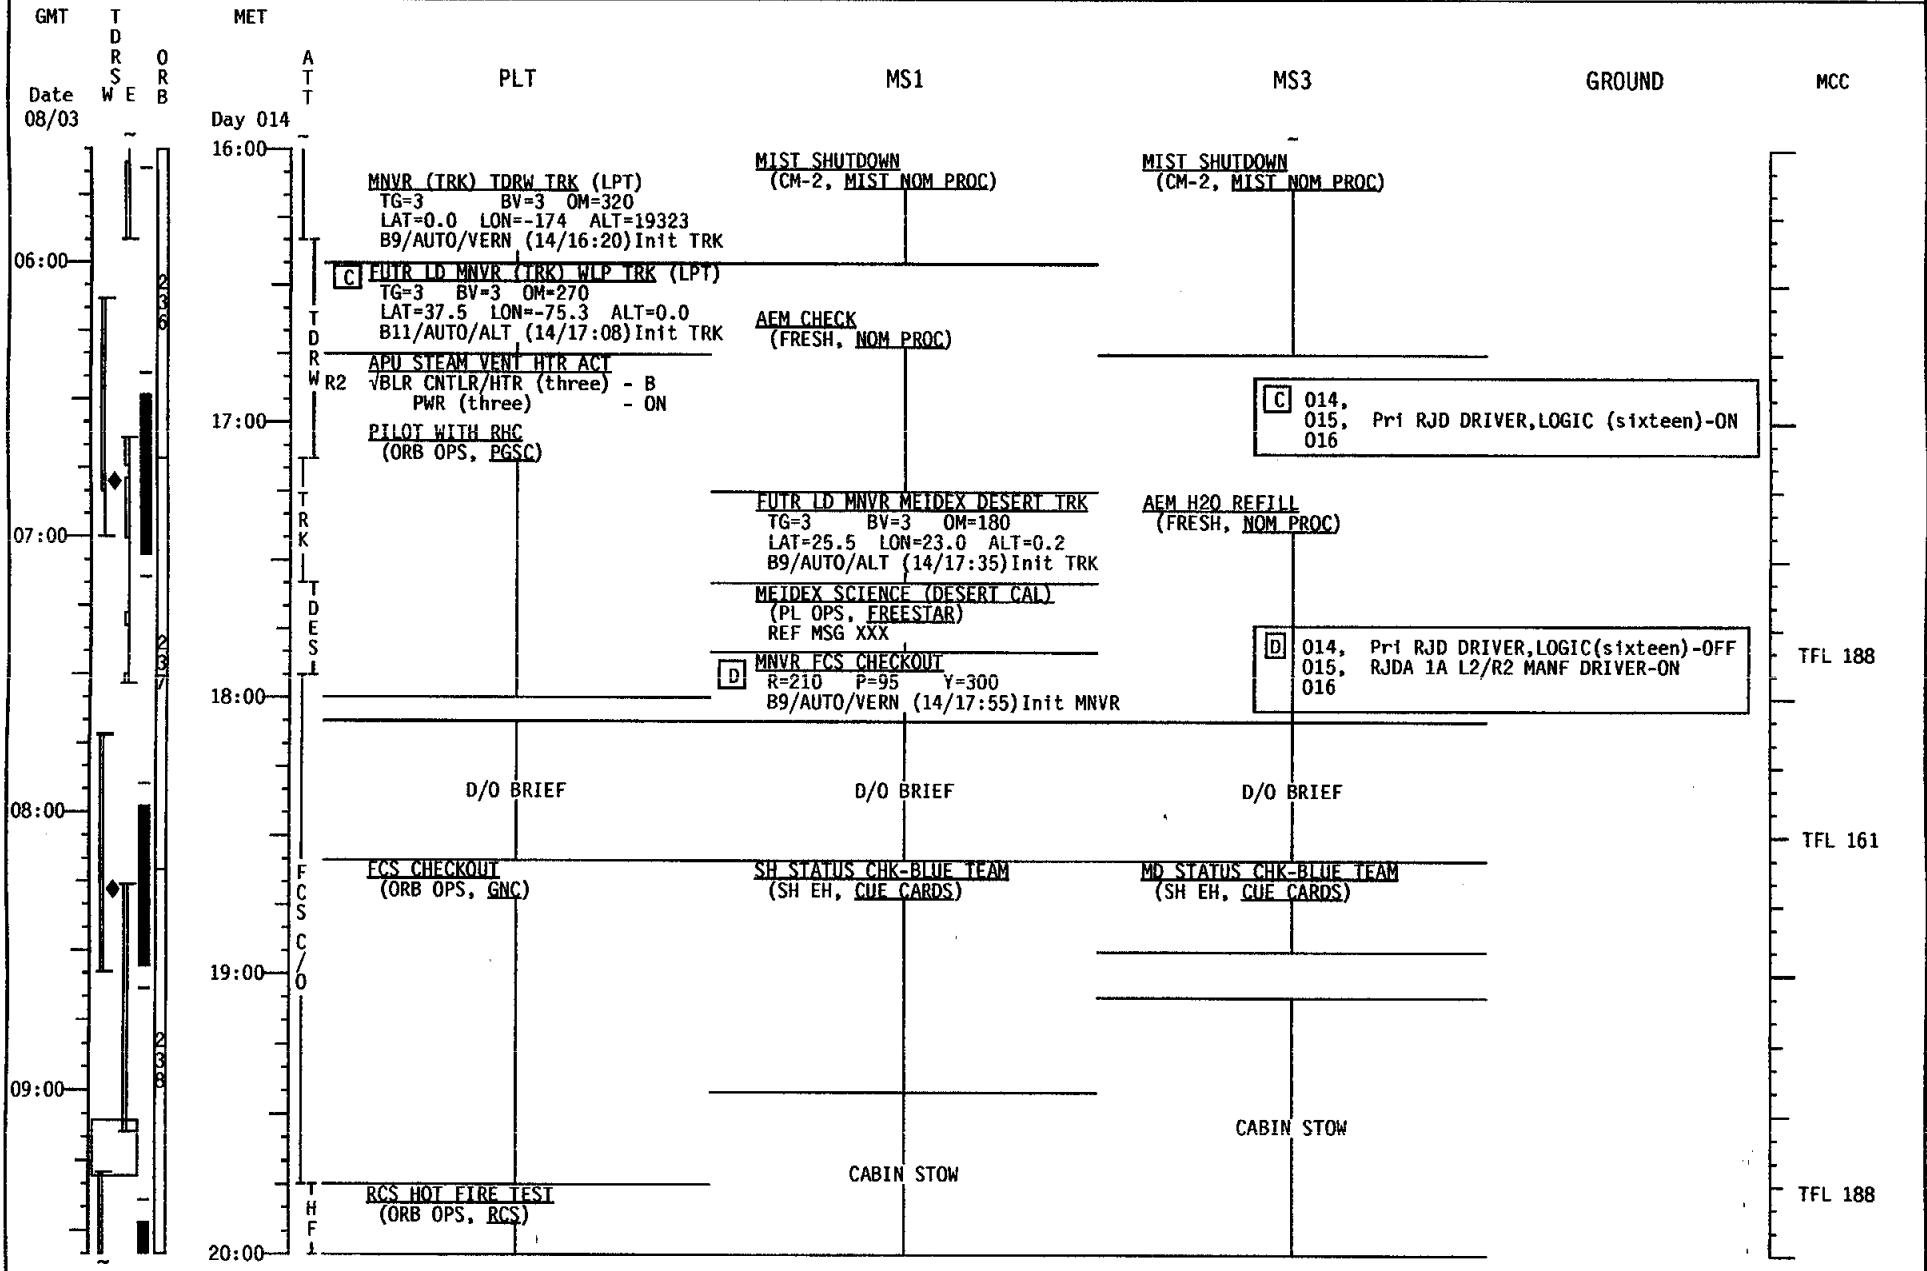 GMT
TDRS
W E
ORB
MET
ATT
PLT
MS1
MS3
GROUND
MCC
Date
08/03
Day 014
~
~
~
16:00
17:00
18:00
19:00
20:00
06:00
07:00
08:00
09:00
236
237
238
TDRW
TRK
TDES
FCS C/O
THF
MNVR (TRK) TDRW TRK (LPT)
TG=3 BV=3 OM=320
LAT=0.0 LON=-174 ALT=19323
B9/AUTO/VERN (14/16:20)Init TRK
C FUTR LD MNVR (TRK) WLP TRK (LPT)
TG=3 BV=3 OM=270
LAT=37.5 LON=-75.3 ALT=0.0
B11/AUTO/ALT (14/17:08)Init TRK
APU STEAM VENT HTR ACT
R2 √BLR CNTLR/HTR (three) - B
PWR (three) - ON
PILOT WITH RHC
(ORB OPS, PGSC)
D/O BRIEF
FCS CHECKOUT
(ORB OPS, GNC)
RCS HOT FIRE TEST
(ORB OPS, RCS)
MIST SHUTDOWN
(CM-2, MIST NOM PROC)
AEM CHECK
(FRESH, NOM PROC)
FUTR LD MNVR MEIDEX DESERT TRK
TG=3 BV=3 OM=180
LAT=25.5 LON=23.0 ALT=0.2
B9/AUTO/ALT (14/17:35)Init TRK
MEIDEX SCIENCE (DESERT CAL)
(PL OPS, FREESTAR)
REF MSG XXX
D MNVR FCS CHECKOUT
R=210 P=95 Y=300
B9/AUTO/VERN (14/17:55)Init MNVR
D/O BRIEF
SH STATUS CHK-BLUE TEAM
(SH EH, CUE CARDS)
CABIN STOW
MIST SHUTDOWN
(CM-2, MIST NOM PROC)
C 014,
015, Pri RJD DRIVER,LOGIC (sixteen)-ON
016
AEM H2O REFILL
(FRESH, NOM PROC)
D 014, Pri RJD DRIVER,LOGIC(sixteen)-OFF
015, RJDA 1A L2/R2 MANF DRIVER-ON
016
D/O BRIEF
MD STATUS CHK-BLUE TEAM
(SH EH, CUE CARDS)
CABIN STOW
TFL 188
TFL 161
TFL 188
~